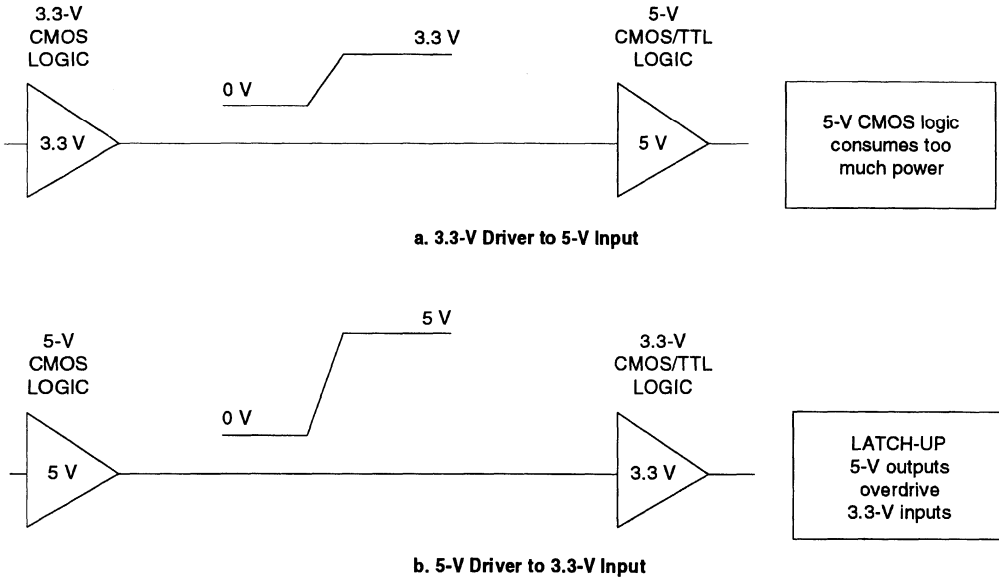 3.3-V
CMOS
LOGIC
3.3 V
0 V
3.3 V
5-V
CMOS/TTL
LOGIC
5 V
5-V CMOS logic
consumes too
much power
a. 3.3-V Driver to 5-V Input
5-V
CMOS
LOGIC
5 V
0 V
5 V
3.3-V
CMOS/TTL
LOGIC
3.3 V
LATCH-UP
5-V outputs
overdrive
3.3-V inputs
b. 5-V Driver to 3.3-V Input